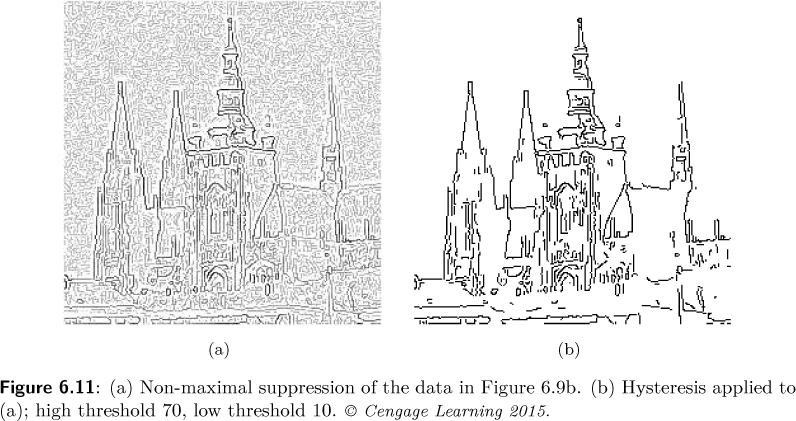 (a)
(b)
Figure 6.11: (a) Non-maximal suppression of the data in Figure 6.9b. (b) Hysteresis applied to
(a); high threshold 70, low threshold 10. © Cengage Learning 2015.